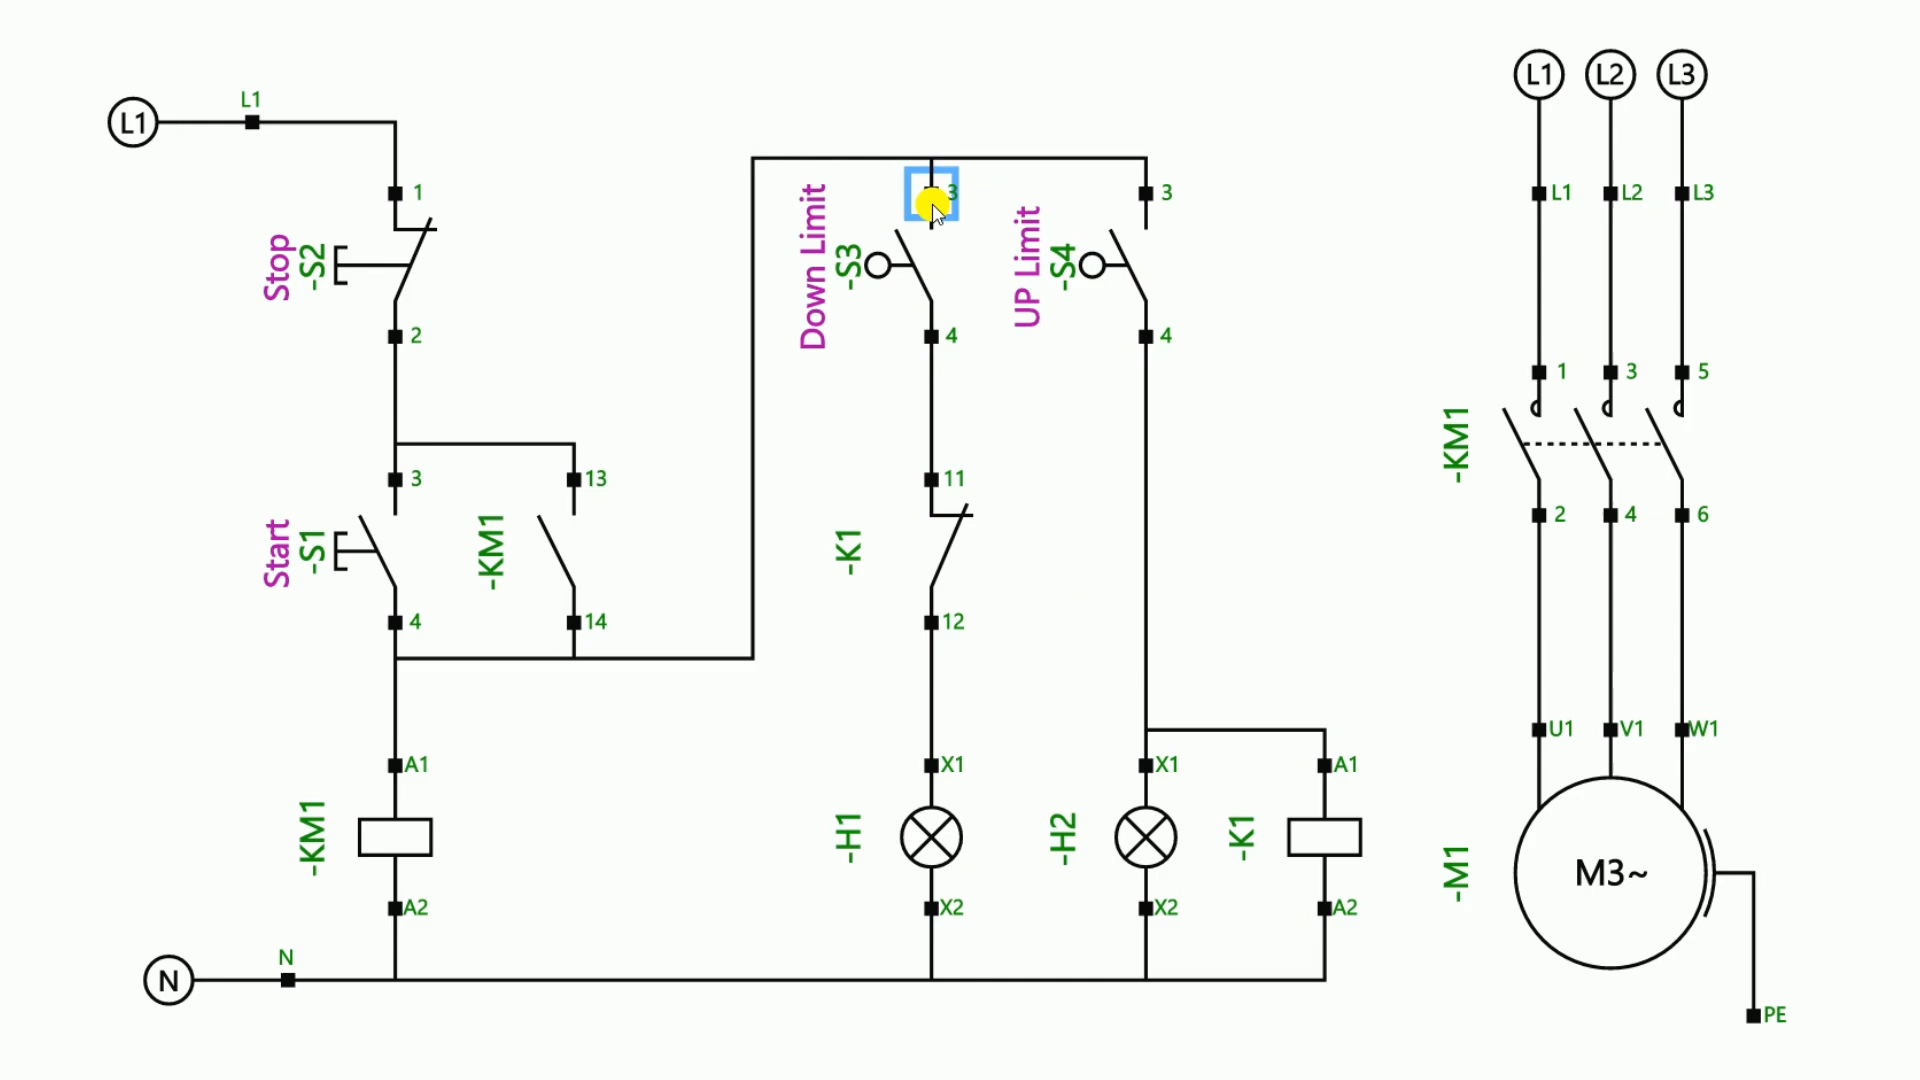 L1 L2 L3
L1
L1
1
3
3
L1 L2 L3
Stop
-S2
Down Limit
-S3
UP Limit
-S4
2
4
4
1 3 5
-KM1
3
13
11
2 4 6
Start
-S1
-KM1
-K1
4
14
12
U1 V1 W1
A1
X1
X1
A1
-KM1
-H1
-H2
-K1
-M1
M3~
A2
X2
X2
A2
N
N
PE